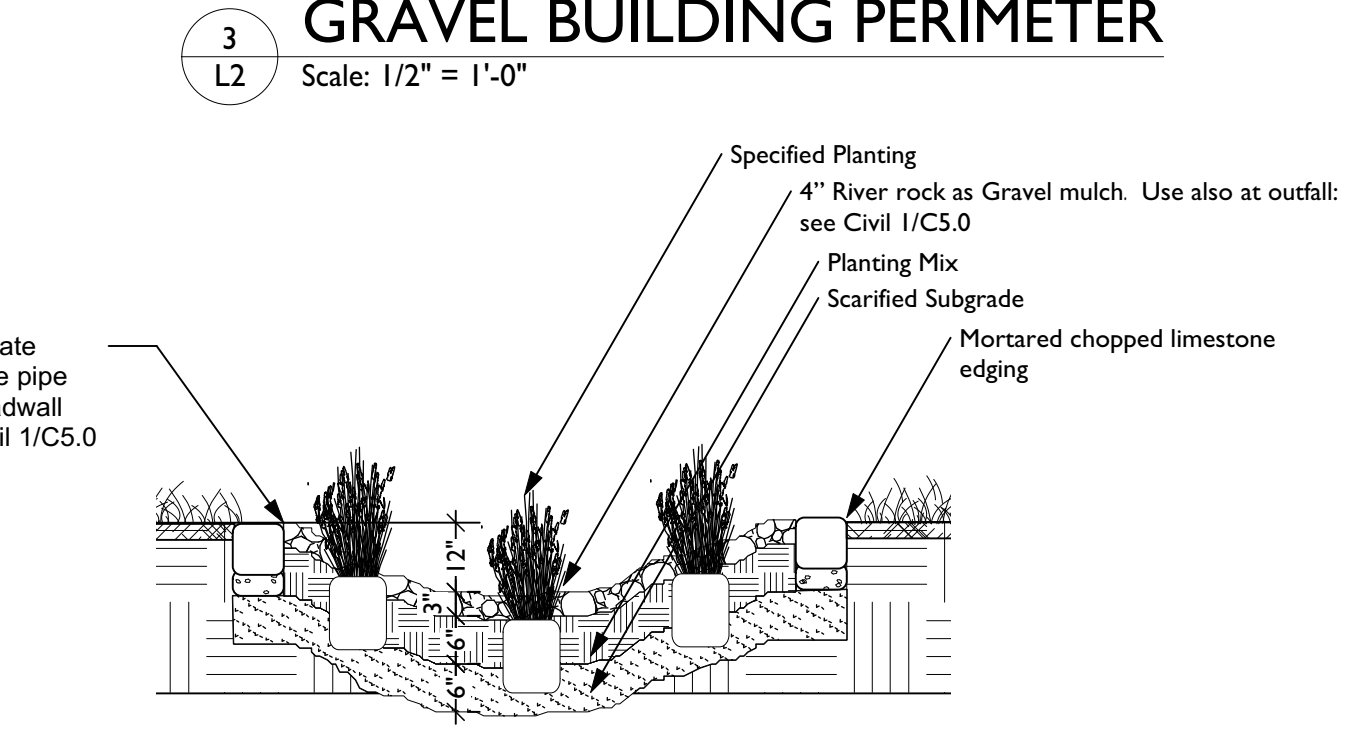 3
L2
GRAVEL BUILDING PERIMETER
Scale: 1/2" = 1'-0"
Specified Planting
4” River rock as Gravel mulch. Use also at outfall:
see Civil 1/C5.0
Planting Mix
Scarified Subgrade
Mortared chopped limestone
edging
pipe
1/C5.0
12"
3"
6"
6"